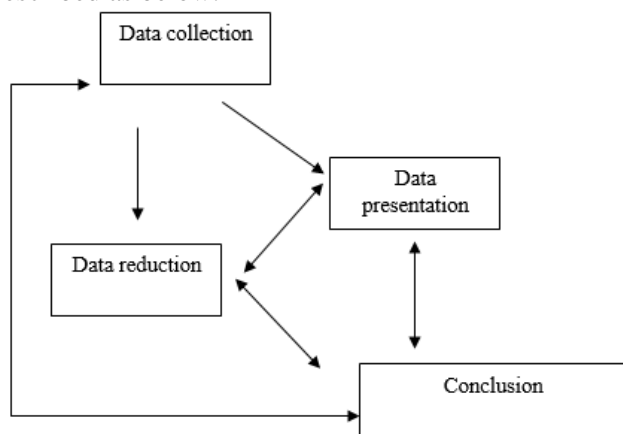 Data collection
Data
presentation
Data reduction
Conclusion